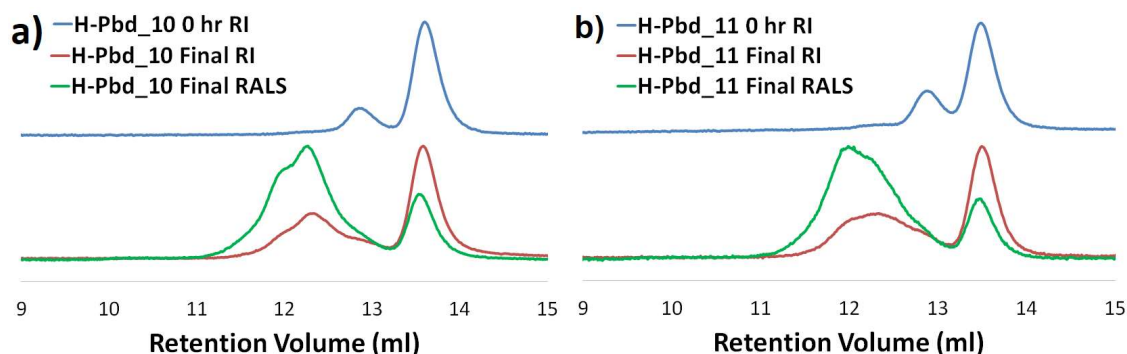 a)
H-Pbd_10 0 hr RI
H-Pbd_10 Final RI
H-Pbd_10 Final RALS
9 10 11 12 13 14 15
Retention Volume (ml)
b)
H-Pbd_11 0 hr RI
H-Pbd_11 Final RI
H-Pbd_11 Final RALS
9 10 11 12 13 14 15
Retention Volume (ml)